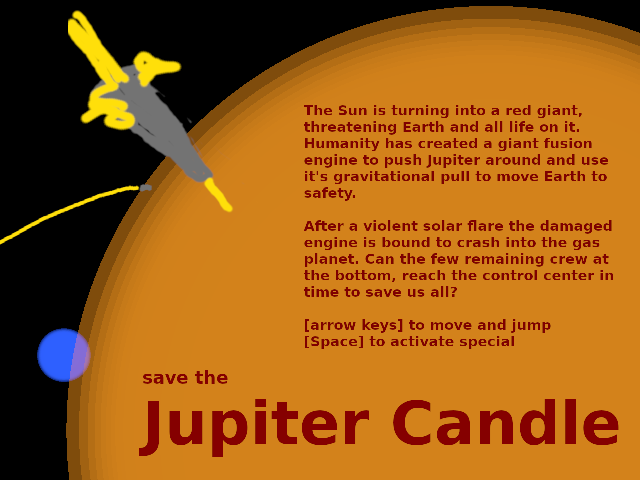 The Sun is turning into a red giant,
threatening Earth and all life on it.
Humanity has created a giant fusion
engine to push Jupiter around and use
it's gravitational pull to move Earth to
safety.
After a violent solar flare the damaged
engine is bound to crash into the gas
planet. Can the few remaining crew at
the bottom, reach the control center in
time to save us all?
[arrow keys] to move and jump
[Space] to activate special
save the
Jupiter Candle